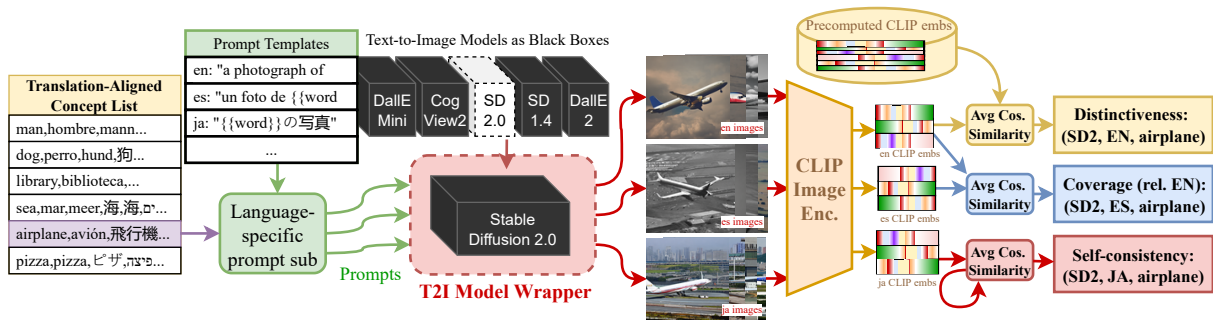 Translation-Aligned
Concept List
man,hombre,mann...
dog,perro,hund,狗...
library,biblioteca,...
sea,mar,meer,海,海,ים...
airplane,avión,飛行機...
pizza,pizza,ピザ,פיצה...
Prompt Templates
en: "a photograph of
es: "un foto de {{word
ja: "{{word}}の写真"
...
Language-
specific
prompt sub
Prompts
Text-to-Image Models as Black Boxes
DallE
Mini
Cog
View2
SD
2.0
SD
1.4
DallE
2
Stable
Diffusion 2.0
T2I Model Wrapper
en images
es images
ja images
CLIP
Image
Enc.
Precomputed CLIP embs
en CLIP embs
es CLIP embs
ja CLIP embs
Avg Cos.
Similarity
Avg Cos.
Similarity
Avg Cos.
Similarity
Distinctiveness:
(SD2, EN, airplane)
Coverage (rel. EN):
(SD2, ES, airplane)
Self-consistency:
(SD2, JA, airplane)